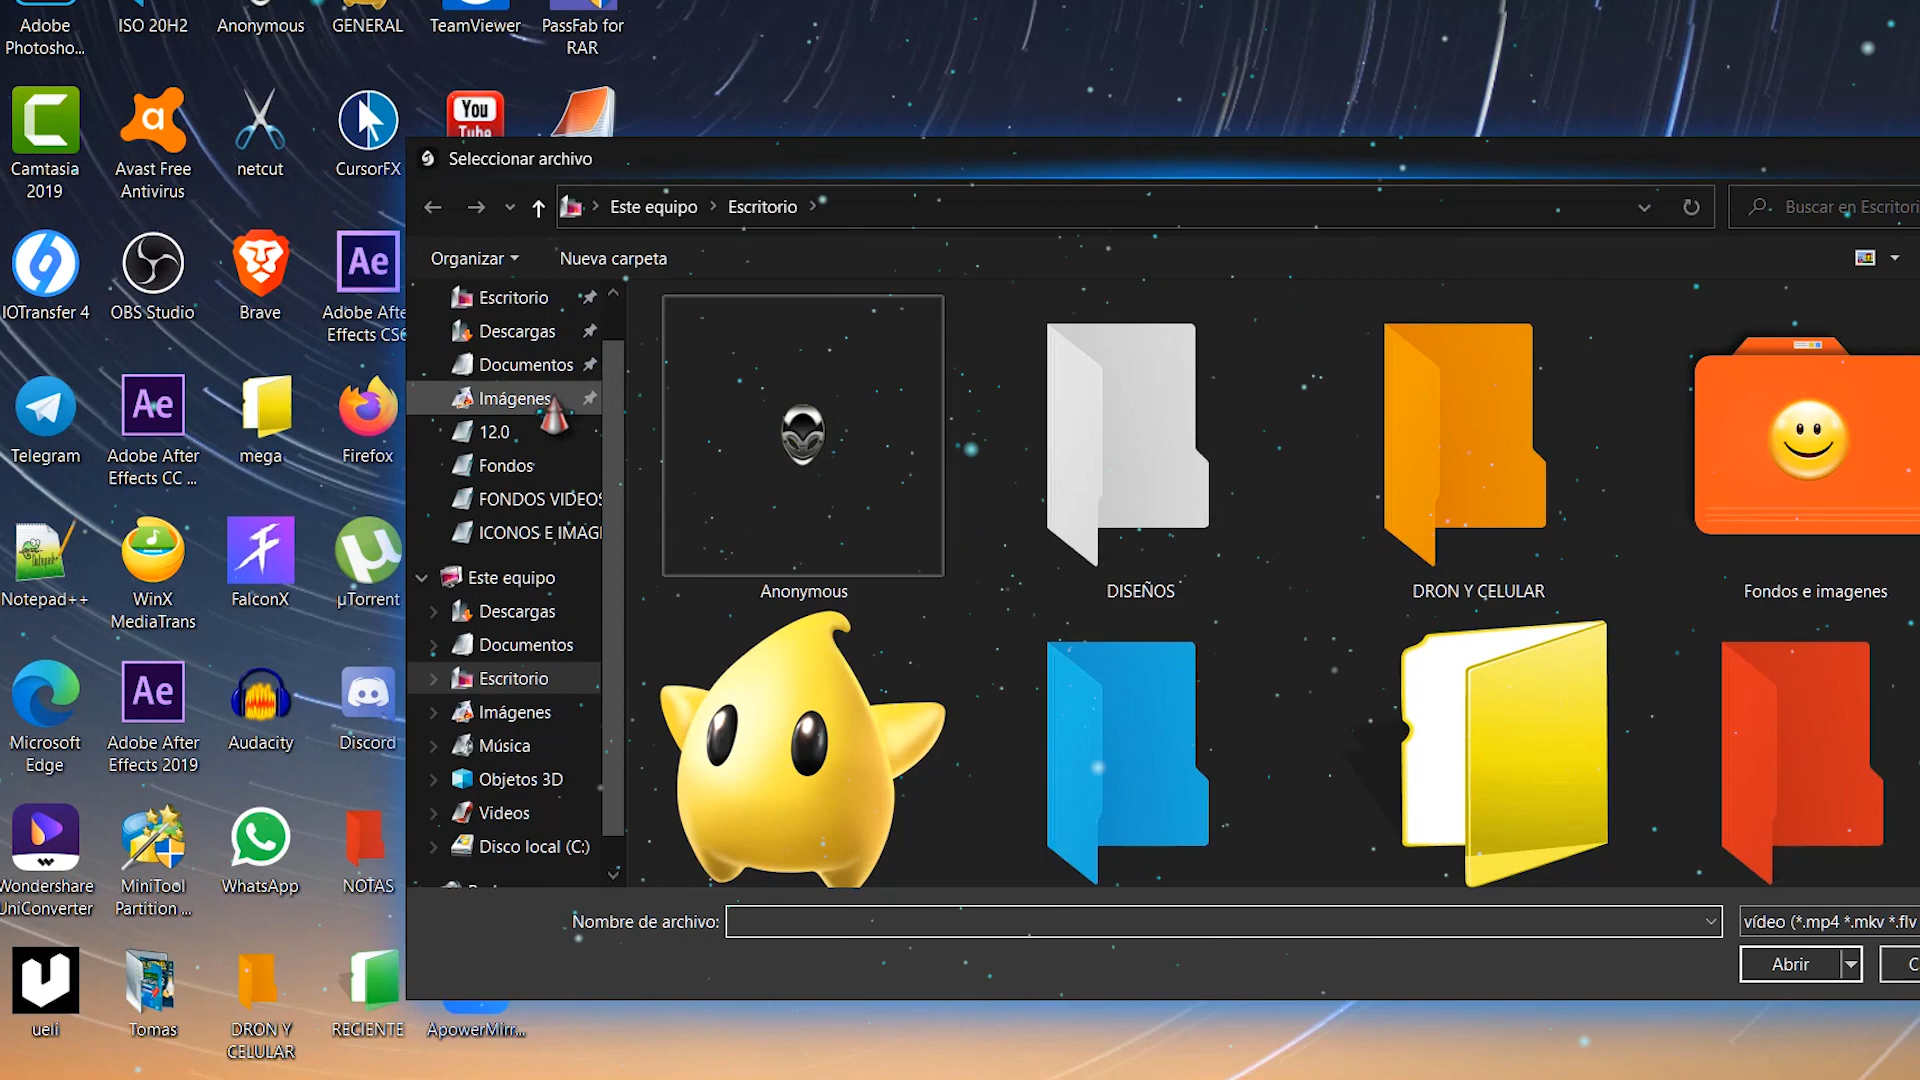 Adobe
Photosho...
ISO 20H2
Anonymous
GENERAL
TeamViewer
PassFab for
RAR
Camtasia
2019
Avast Free
Antivirus
netcut
CursorFX
You
Tube
IOTransfer 4
OBS Studio
Brave
Adobe Afte
Effects CS6
Telegram
Adobe After
Effects CC ...
mega
Firefox
Notepad++
WinX
MediaTrans
FalconX
µTorrent
Microsoft
Edge
Adobe After
Effects 2019
Audacity
Discord
Wondershare
UniConverter
MiniTool
Partition ...
WhatsApp
NOTAS
ueli
Tomas
DRON Y
CELULAR
RECIENTE
ApowerMirr...
Seleccionar archivo
Este equipo
Escritorio
Buscar en Escritori
Organizar
Nueva carpeta
Escritorio
Descargas
Documentos
Imágenes
12.0
Fondos
FONDOS VIDEOS
ICONOS E IMAGI
Este equipo
Descargas
Documentos
Escritorio
Imágenes
Música
Objetos 3D
Videos
Disco local (C:)
Anonymous
DISEÑOS
DRON Y CELULAR
Fondos e imagenes
Nombre de archivo:
vídeo (*.mp4 *.mkv *.flv
Abrir
C